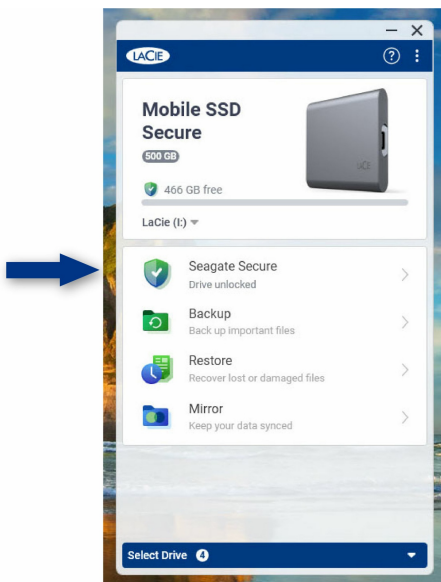 LACIE
Mobile SSD
Secure
500 GB
LACIE
466 GB free
LaCie (I:)
Seagate Secure
Drive unlocked
Backup
Back up important files
Restore
Recover lost or damaged files
Mirror
Keep your data synced
Select Drive 4